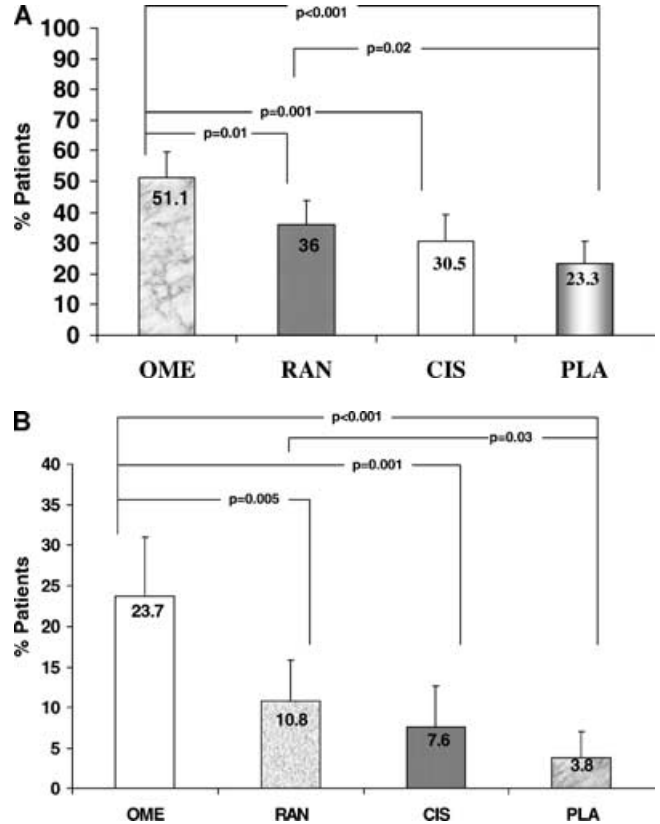 A
p<0.001
100
90
p=0.02
80
70
p=0.001
p=0.01
60
50
40
30
20
10
0
% Patients
51.1
36
30.5
23.3
OME RAN CIS PLA
B
p<0.001
p=0.03
40
p=0.001
35
p=0.005
30
25
20
15
10
5
0
% Patients
23.7
10.8
7.6
3.8
OME RAN CIS PLA